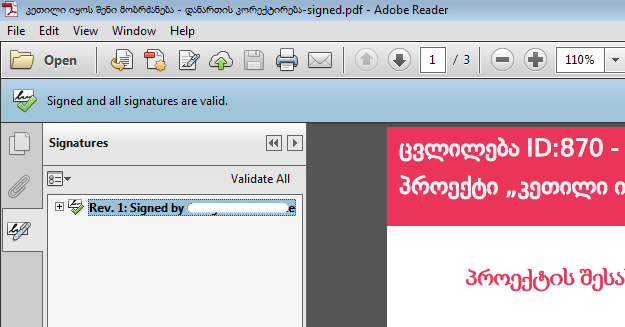 კეთილი იყოს შენი მობრძანება - დანართის კორექტირება-signed.pdf - Adobe Reader
File Edit View Window Help
Open 1 / 3 110%
Signed and all signatures are valid.
Signatures
Validate All
Rev. 1: Signed by
ცვლილება ID:870 -
პროექტი „კეთილი ი
პროექტის შესა